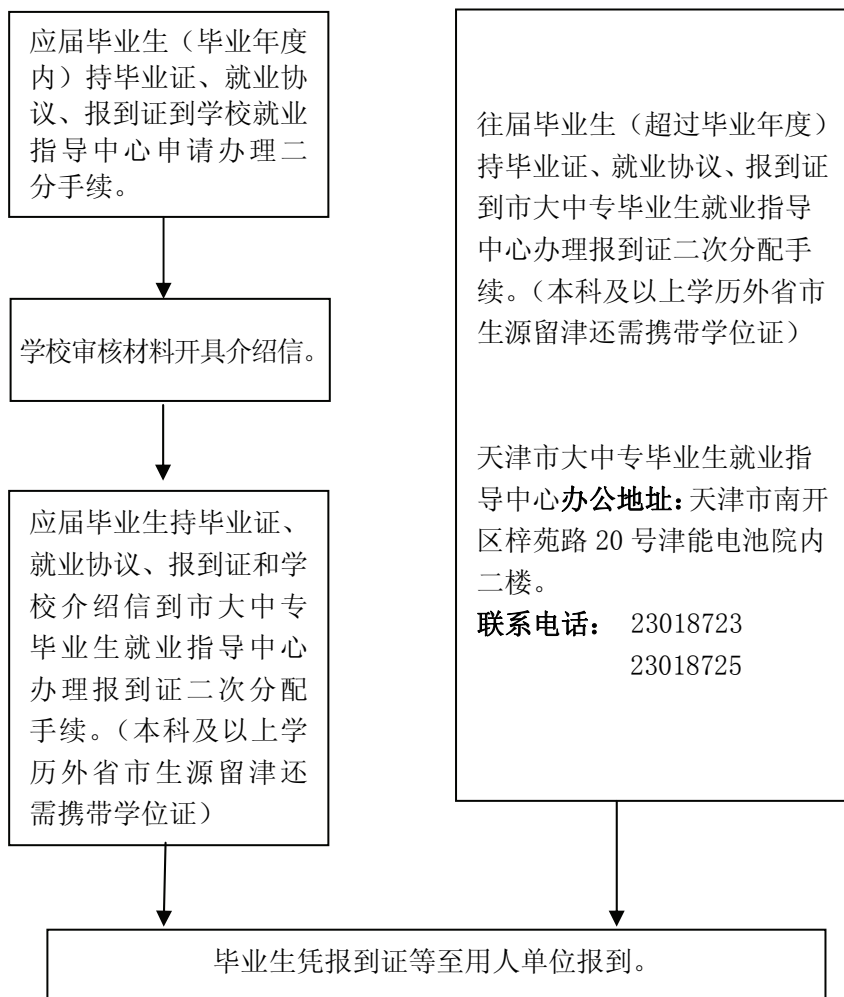 应届毕业生（毕业年度
内）持毕业证、就业协
议、报到证到学校就业
指导中心申请办理二
分手续。
学校审核材料开具介绍信。
应届毕业生持毕业证、
就业协议、报到证和学
校介绍信到市大中专
毕业生就业指导中心
办理报到证二次分配
手续。（本科及以上学
历外省市生源留津还
需携带学位证）
往届毕业生（超过毕业年度）
持毕业证、就业协议、报到证
到市大中专毕业生就业指导
中心办理报到证二次分配手
续。（本科及以上学历外省市
生源留津还需携带学位证）
天津市大中专毕业生就业指
导中心办公地址：天津市南开
区梓苑路 20 号津能电池院内
二楼。
联系电话： 23018723
23018725
毕业生凭报到证等至用人单位报到。